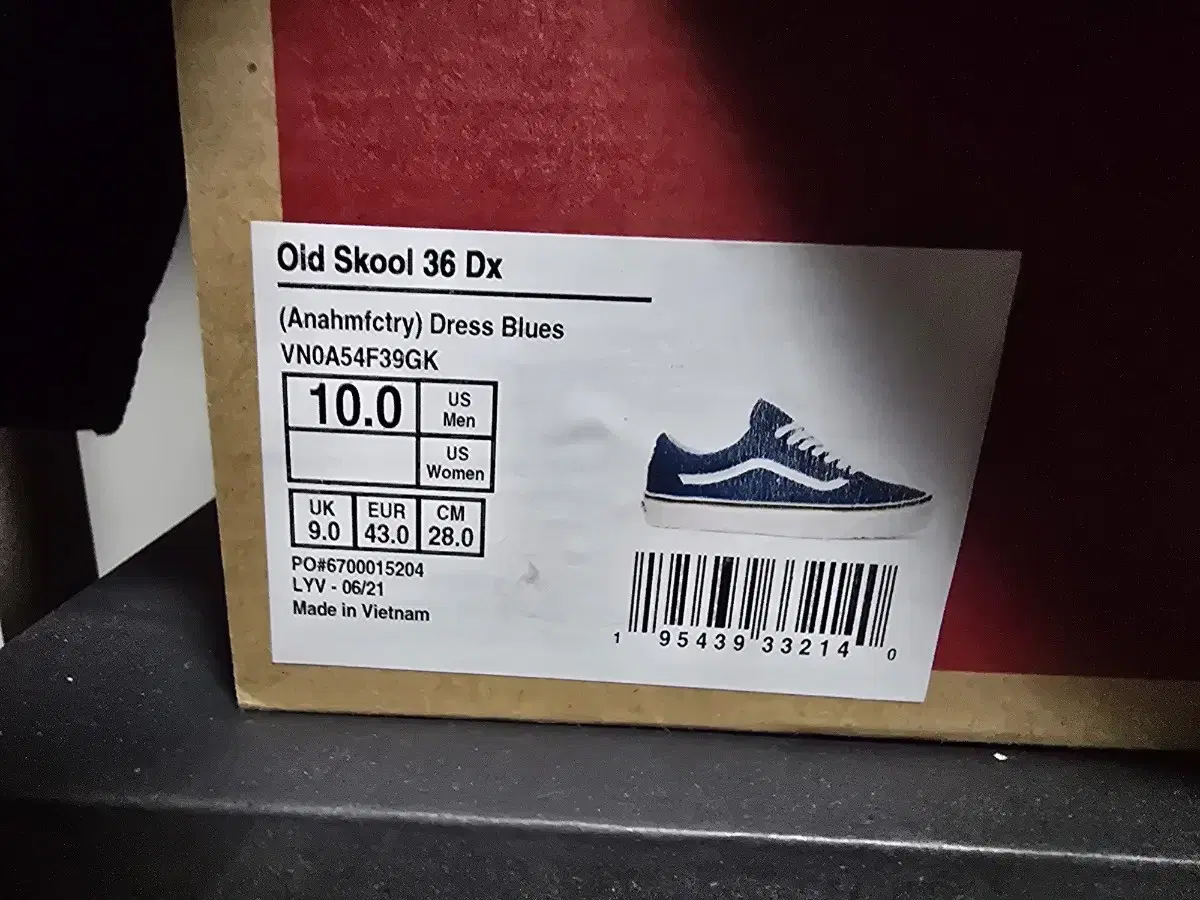 Old Skool 36 Dx
(Anahmfctry) Dress Blues
VN0A54F39GK
10.0 US Men
US Women
UK EUR CM
9.0 43.0 28.0
PO#6700015204
LYV - 06/21
Made in Vietnam
1 95439 33214 0